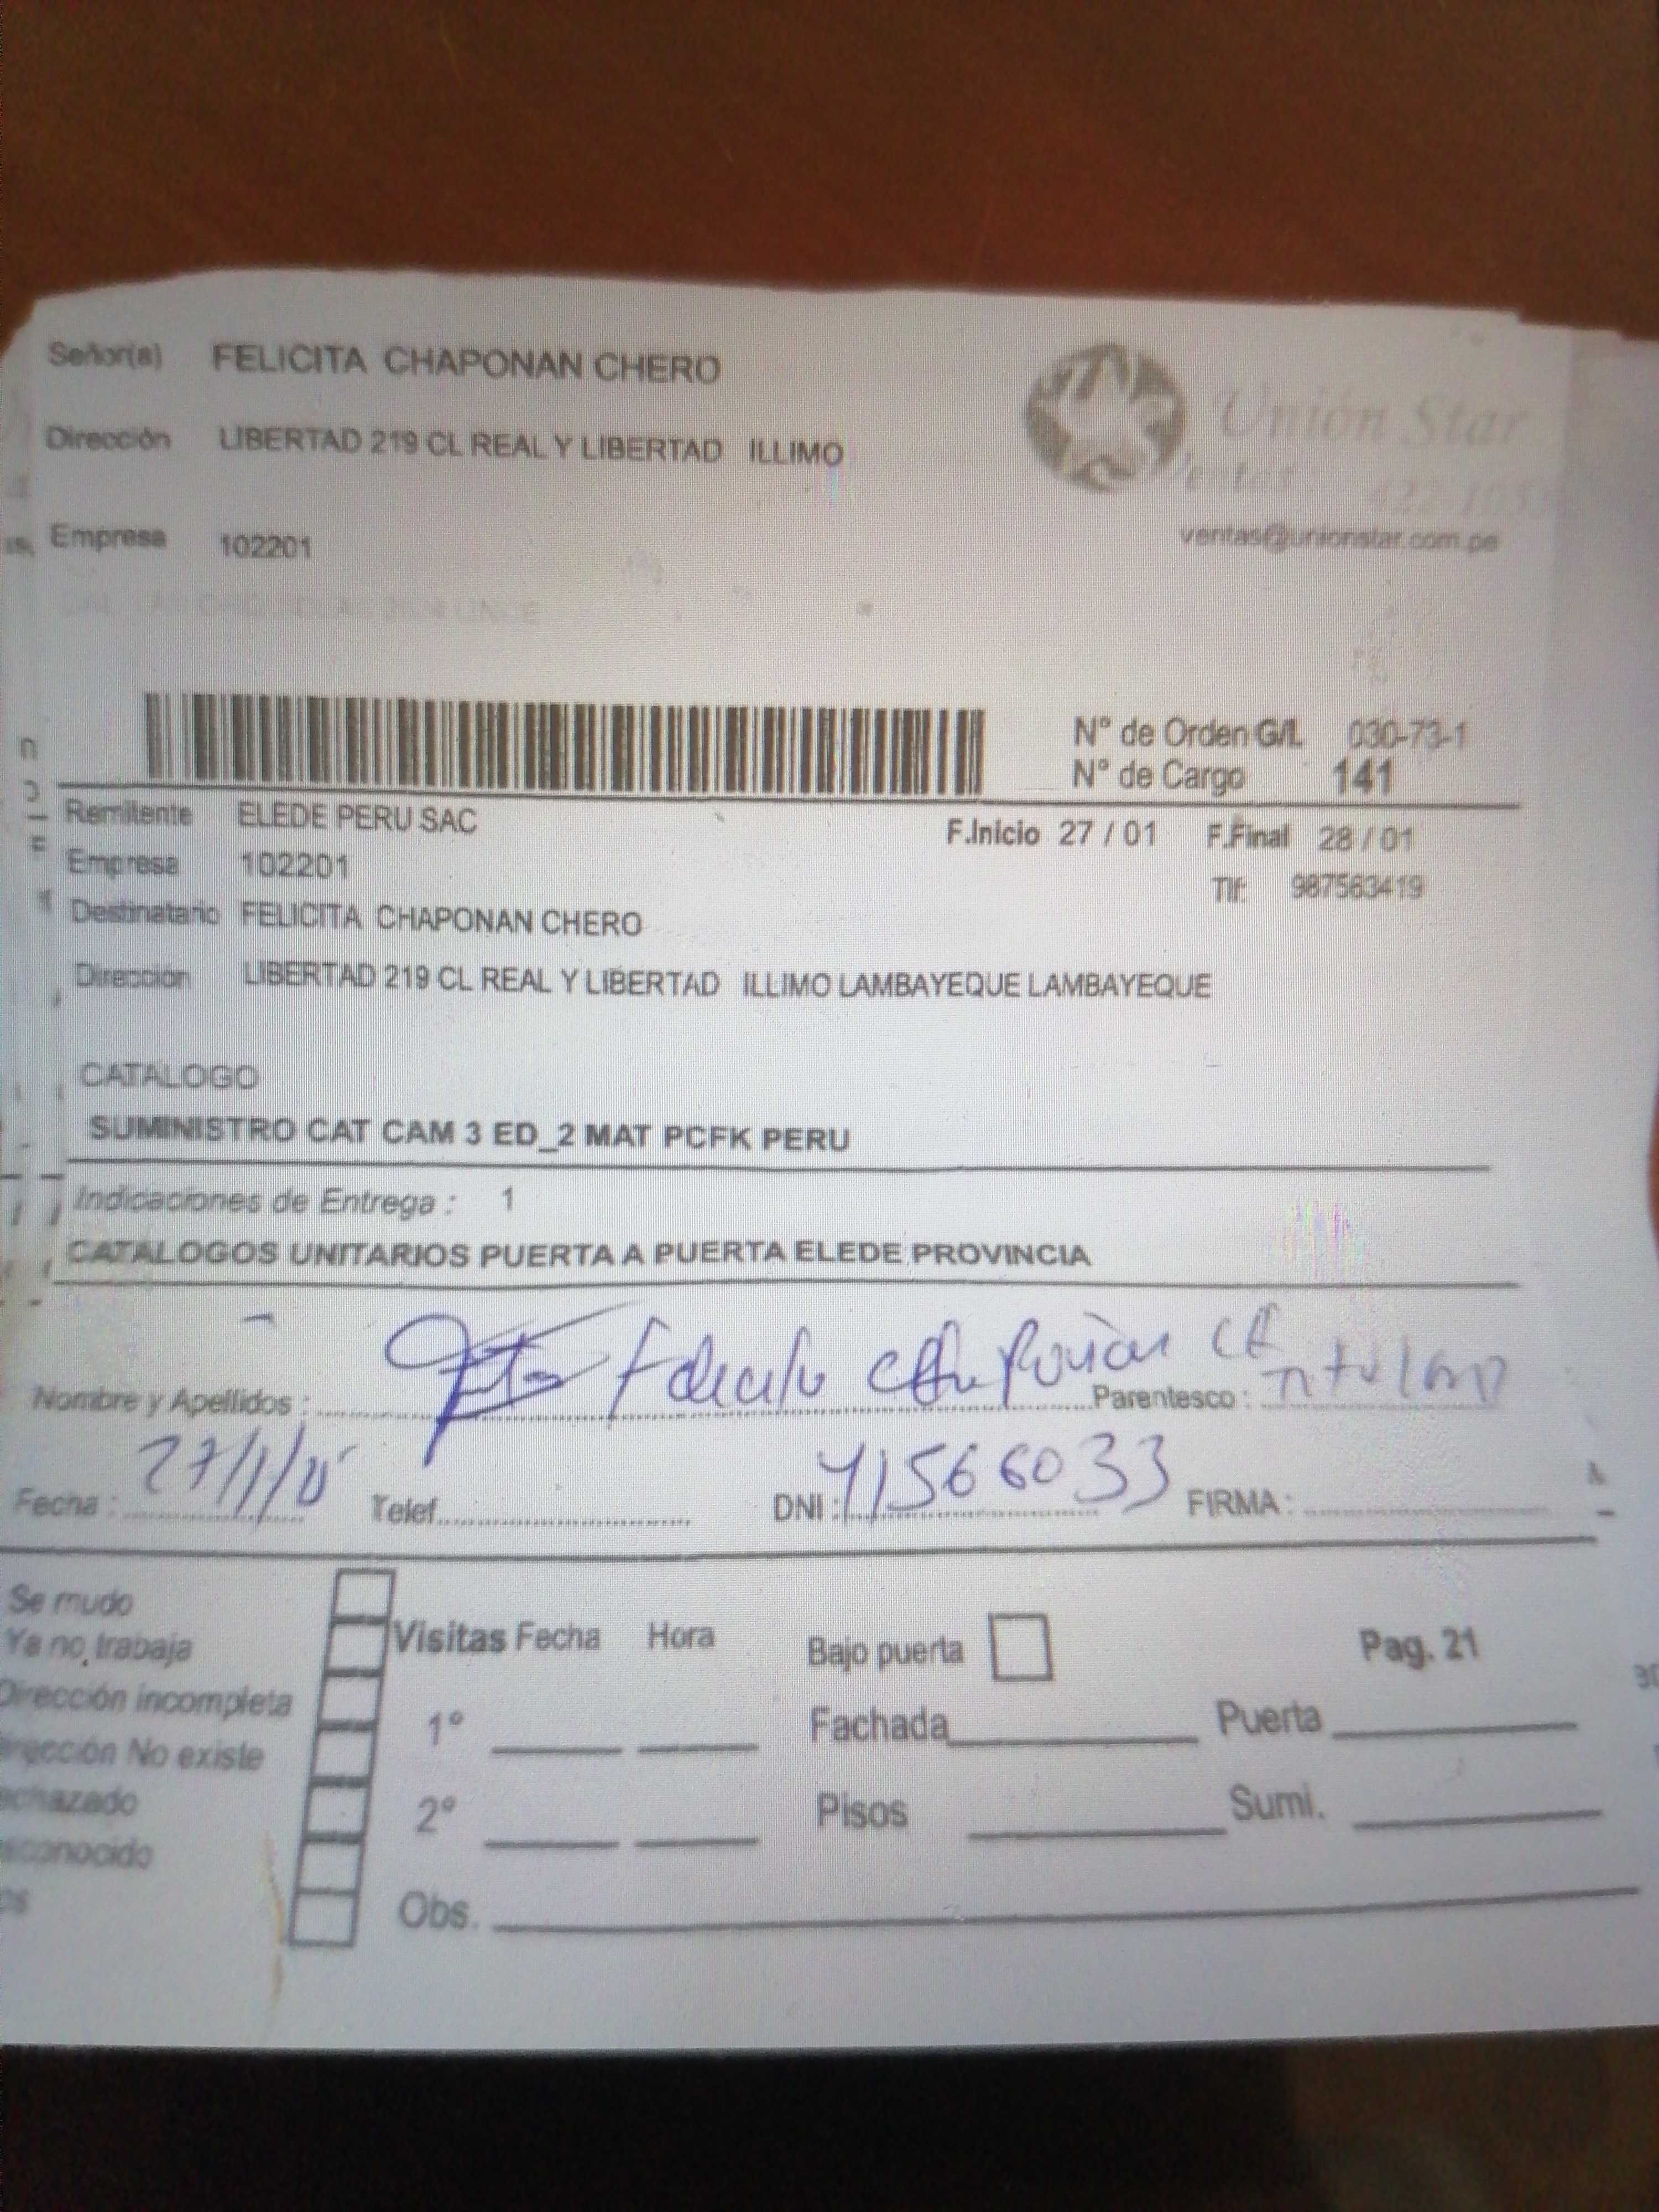 Señor(s) FELICITA CHAPONAN CHERO
Unión Star
Dirección LIBERTAD 219 CL REAL Y LIBERTAD ILLIMO
Ventas
Empresa 102201
ventas@unionstar.com.pe
N° de Orden G/L 030-73-1
N° de Cargo 141
Remitente ELEDE PERU SAC
F.Inicio 27 / 01 F.Final 28 / 01
Empresa 102201
Tlf: 987563419
Destinatario FELICITA CHAPONAN CHERO
Dirección LIBERTAD 219 CL REAL Y LIBERTAD ILLIMO LAMBAYEQUE LAMBAYEQUE
CATALOGO
SUMINISTRO CAT CAM 3 ED_2 MAT PCFK PERU
Indicaciones de Entrega : 1
CATALOGOS UNITARIOS PUERTA A PUERTA ELEDE PROVINCIA
Nombre y Apellidos : Parentesco :
Fecha : Telef. DNI : 41566033 FIRMA :
Se mudo
Ya no trabaja
Visitas Fecha Hora Bajo puerta Pag. 21
Dirección incompleta
1° Fachada Puerta
No existe
2° Pisos Sumi.
Obs.